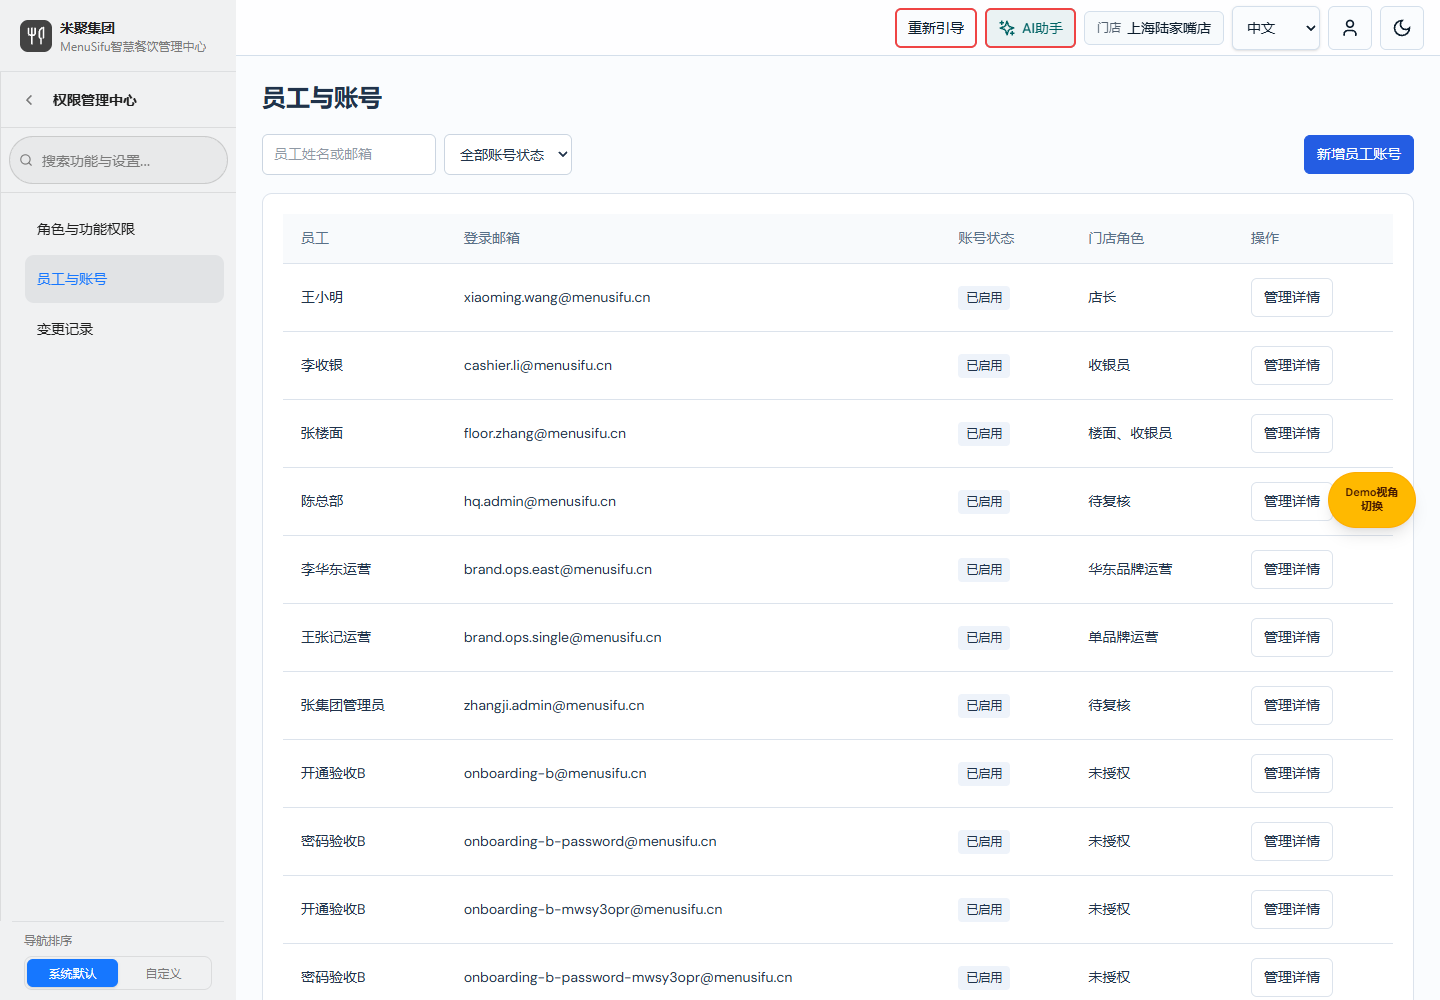 米聚集团
MenuSifu智慧餐饮管理中心
重新引导
AI助手
门店 上海陆家嘴店
中文
权限管理中心
搜索功能与设置...
角色与功能权限
员工与账号
变更记录
导航排序
系统默认
自定义
员工与账号
员工姓名或邮箱
全部账号状态
新增员工账号
员工 登录邮箱 账号状态 门店角色 操作
王小明 xiaoming.wang@menusifu.cn 已启用 店长 管理详情
李收银 cashier.li@menusifu.cn 已启用 收银员 管理详情
张楼面 floor.zhang@menusifu.cn 已启用 楼面、收银员 管理详情
陈总部 hq.admin@menusifu.cn 已启用 待复核 管理详情
Demo视角
切换
李华东运营 brand.ops.east@menusifu.cn 已启用 华东品牌运营 管理详情
王张记运营 brand.ops.single@menusifu.cn 已启用 单品牌运营 管理详情
张集团管理员 zhangji.admin@menusifu.cn 已启用 待复核 管理详情
开通验收B onboarding-b@menusifu.cn 已启用 未授权 管理详情
密码验收B onboarding-b-password@menusifu.cn 已启用 未授权 管理详情
开通验收B onboarding-b-mwsy3opr@menusifu.cn 已启用 未授权 管理详情
密码验收B onboarding-b-password-mwsy3opr@menusifu.cn 已启用 未授权 管理详情